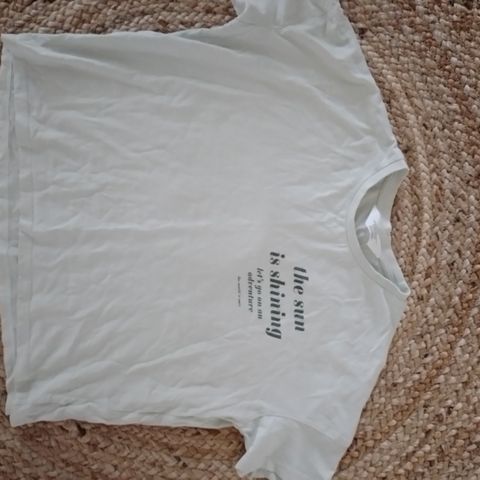 the sun
is shining
let's go on an
adventure